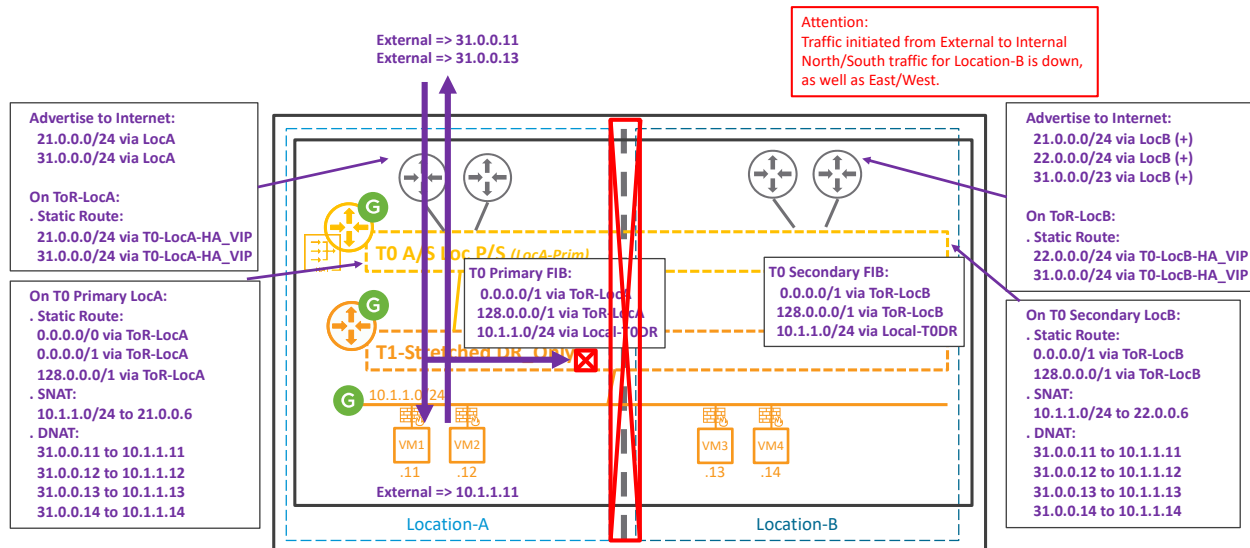 External => 31.0.0.11
External => 31.0.0.13
Attention:
Traffic initiated from External to Internal
North/South traffic for Location-B is down,
as well as East/West.
Advertise to Internet:
21.0.0.0/24 via LocA
31.0.0.0/24 via LocA
On ToR-LocA:
. Static Route:
21.0.0.0/24 via T0-LocA-HA_VIP
31.0.0.0/24 via T0-LocA-HA_VIP
On T0 Primary LocA:
. Static Route:
0.0.0.0/0 via ToR-LocA
0.0.0.0/1 via ToR-LocA
128.0.0.0/1 via ToR-LocA
. SNAT:
10.1.1.0/24 to 21.0.0.6
. DNAT:
31.0.0.11 to 10.1.1.11
31.0.0.12 to 10.1.1.12
31.0.0.13 to 10.1.1.13
31.0.0.14 to 10.1.1.14
G
T0 A/S Loc P/S (LocA-Prim)
T0 Primary FIB:
0.0.0.0/1 via ToR-LocA
128.0.0.0/1 via ToR-LocA
10.1.1.0/24 via Local-T0DR
T0 Secondary FIB:
0.0.0.0/1 via ToR-LocB
128.0.0.0/1 via ToR-LocB
10.1.1.0/24 via Local-T0DR
G
T1-Stretched DR_Only
G
10.1.1.0/24
VM1
VM2
VM3
VM4
.11
.12
.13
.14
External => 10.1.1.11
Location-A
Location-B
Advertise to Internet:
21.0.0.0/24 via LocB (+)
22.0.0.0/24 via LocB (+)
31.0.0.0/23 via LocB (+)
On ToR-LocB:
. Static Route:
22.0.0.0/24 via T0-LocB-HA_VIP
31.0.0.0/24 via T0-LocB-HA_VIP
On T0 Secondary LocB:
. Static Route:
0.0.0.0/1 via ToR-LocB
128.0.0.0/1 via ToR-LocB
. SNAT:
10.1.1.0/24 to 22.0.0.6
. DNAT:
31.0.0.11 to 10.1.1.11
31.0.0.12 to 10.1.1.12
31.0.0.13 to 10.1.1.13
31.0.0.14 to 10.1.1.14